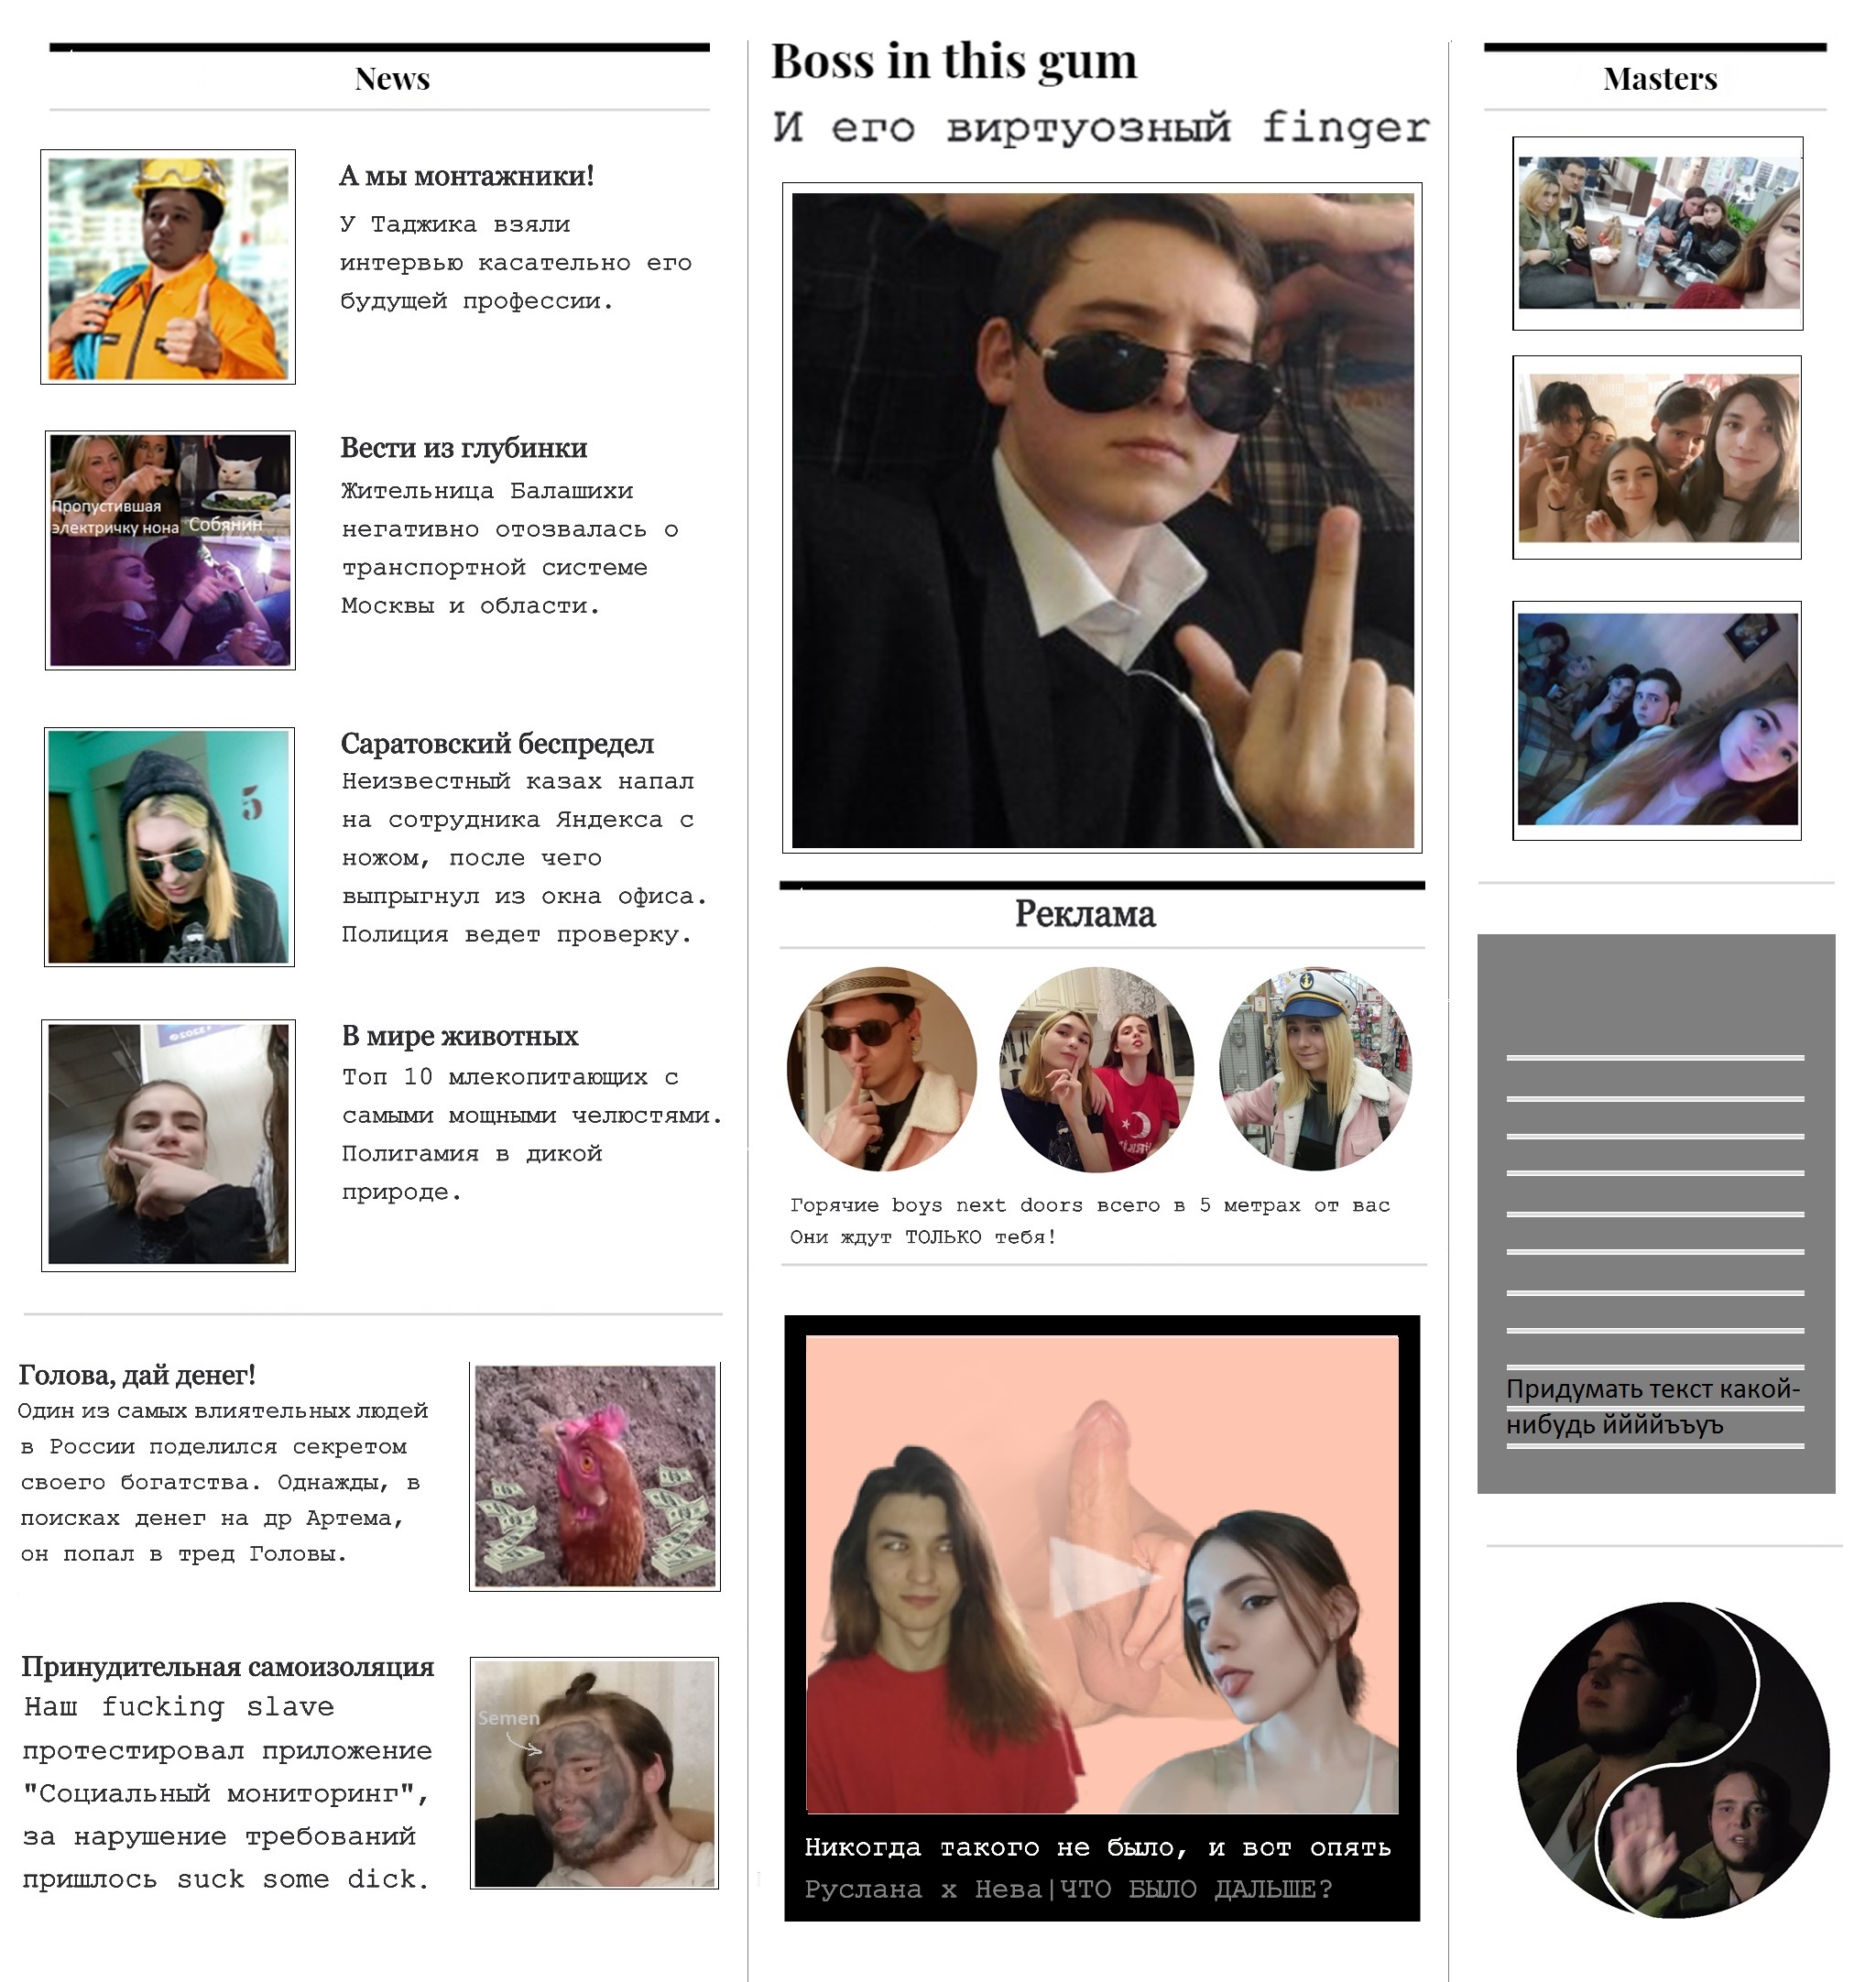 News
А мы монтажники!
У Таджика взяли
интервью касательно его
будущей профессии.
Пропустившая
электричку нона
Собянин
Вести из глубинки
Жительница Балашихи
негативно отозвалась о
транспортной системе
Москвы и области.
5
Саратовский беспредел
Неизвестный казах напал
на сотрудника Яндекса с
ножом, после чего
выпрыгнул из окна офиса.
Полиция ведет проверку.
В мире животных
Топ 10 млекопитающих с
самыми мощными челюстями.
Полигамия в дикой
природе.
Голова, дай денег!
Один из самых влиятельных людей
в России поделился секретом
своего богатства. Однажды, в
поисках денег на др Артема,
он попал в тред Головы.
Принудительная самоизоляция
Наш fucking slave
протестировал приложение
"Социальный мониторинг",
за нарушение требований
пришлось suck some dick.
Semen
Boss in this gum
И его виртуозный finger
Реклама
Горячие boys next doors всего в 5 метрах от вас
Они ждут ТОЛЬКО тебя!
Никогда такого не было, и вот опять
Руслана х Нева|ЧТО БЫЛО ДАЛЬШЕ?
Masters
Придумать текст какой-
нибудь ййййъъуъ